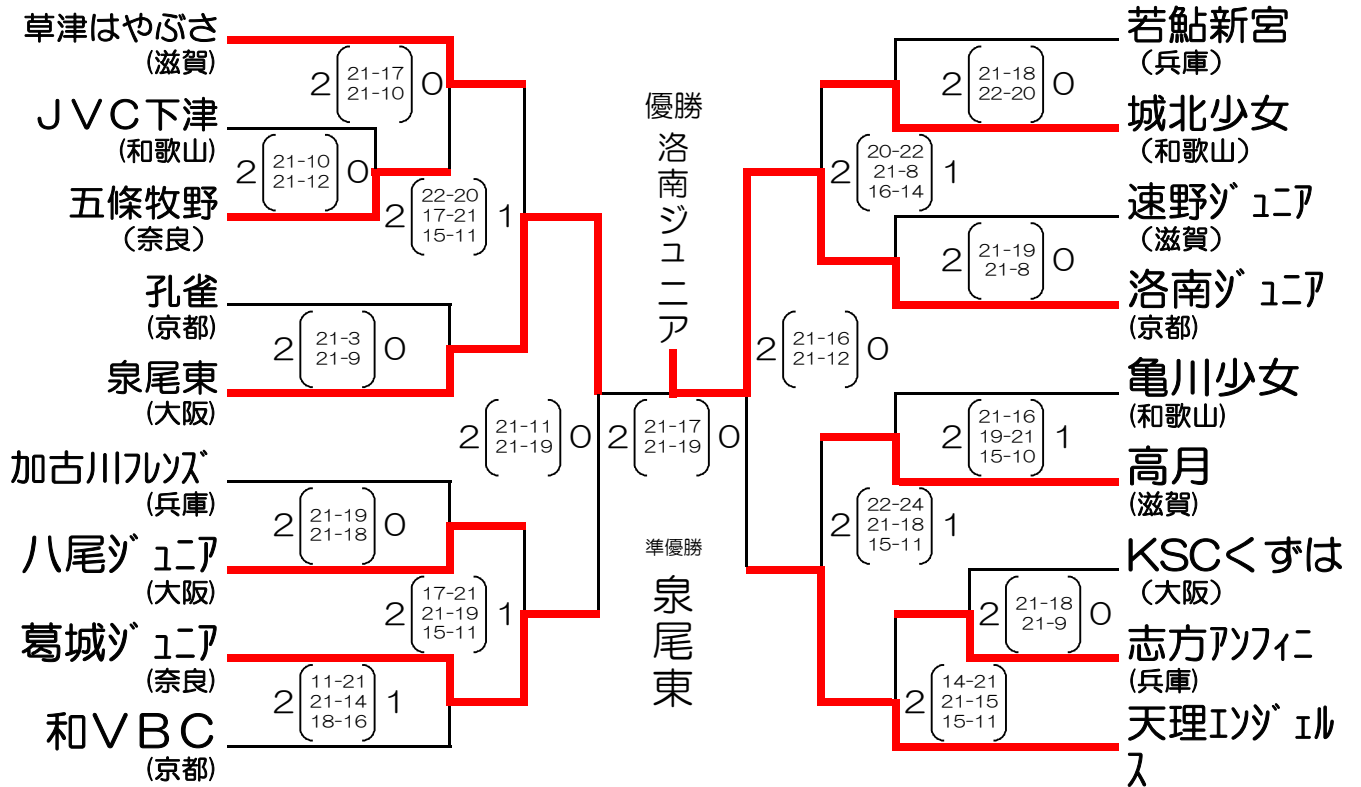 草津はやぶさ
(滋賀)
2 21-17 0
21-10
JVC下津
(和歌山)
2 21-10 0
21-12
五條牧野
（奈良）
2 22-20 1
17-21
15-11
孔雀
(京都)
2 21-3 0
21-9
泉尾東
(大阪)
2 21-11 0
21-19
加古川ﾌﾚﾝｽﾞ
(兵庫)
2 21-19 0
21-18
八尾ｼﾞｭﾆｱ
(大阪)
2 17-21 1
21-19
15-11
葛城ｼﾞｭﾆｱ
(奈良)
2 11-21 1
21-14
18-16
和VBC
(京都)
優勝
洛南ジュニア
2 21-17 0
21-19
準優勝
泉尾東
若鮎新宮
（兵庫）
2 21-18 0
22-20
城北少女
（和歌山）
2 20-22 1
21-8
16-14
速野ｼﾞｭﾆｱ
（滋賀）
2 21-19 0
21-8
洛南ｼﾞｭﾆｱ
(京都)
2 21-16 0
21-12
亀川少女
(和歌山)
2 21-16 1
19-21
15-10
高月
(滋賀)
2 22-24 1
21-18
15-11
KSCくずは
（大阪）
2 21-18 0
21-9
志方ｱｿﾌｨﾆ
(兵庫)
2 14-21
21-15
15-11
天理ｴﾝｼﾞｪﾙ
ｽ